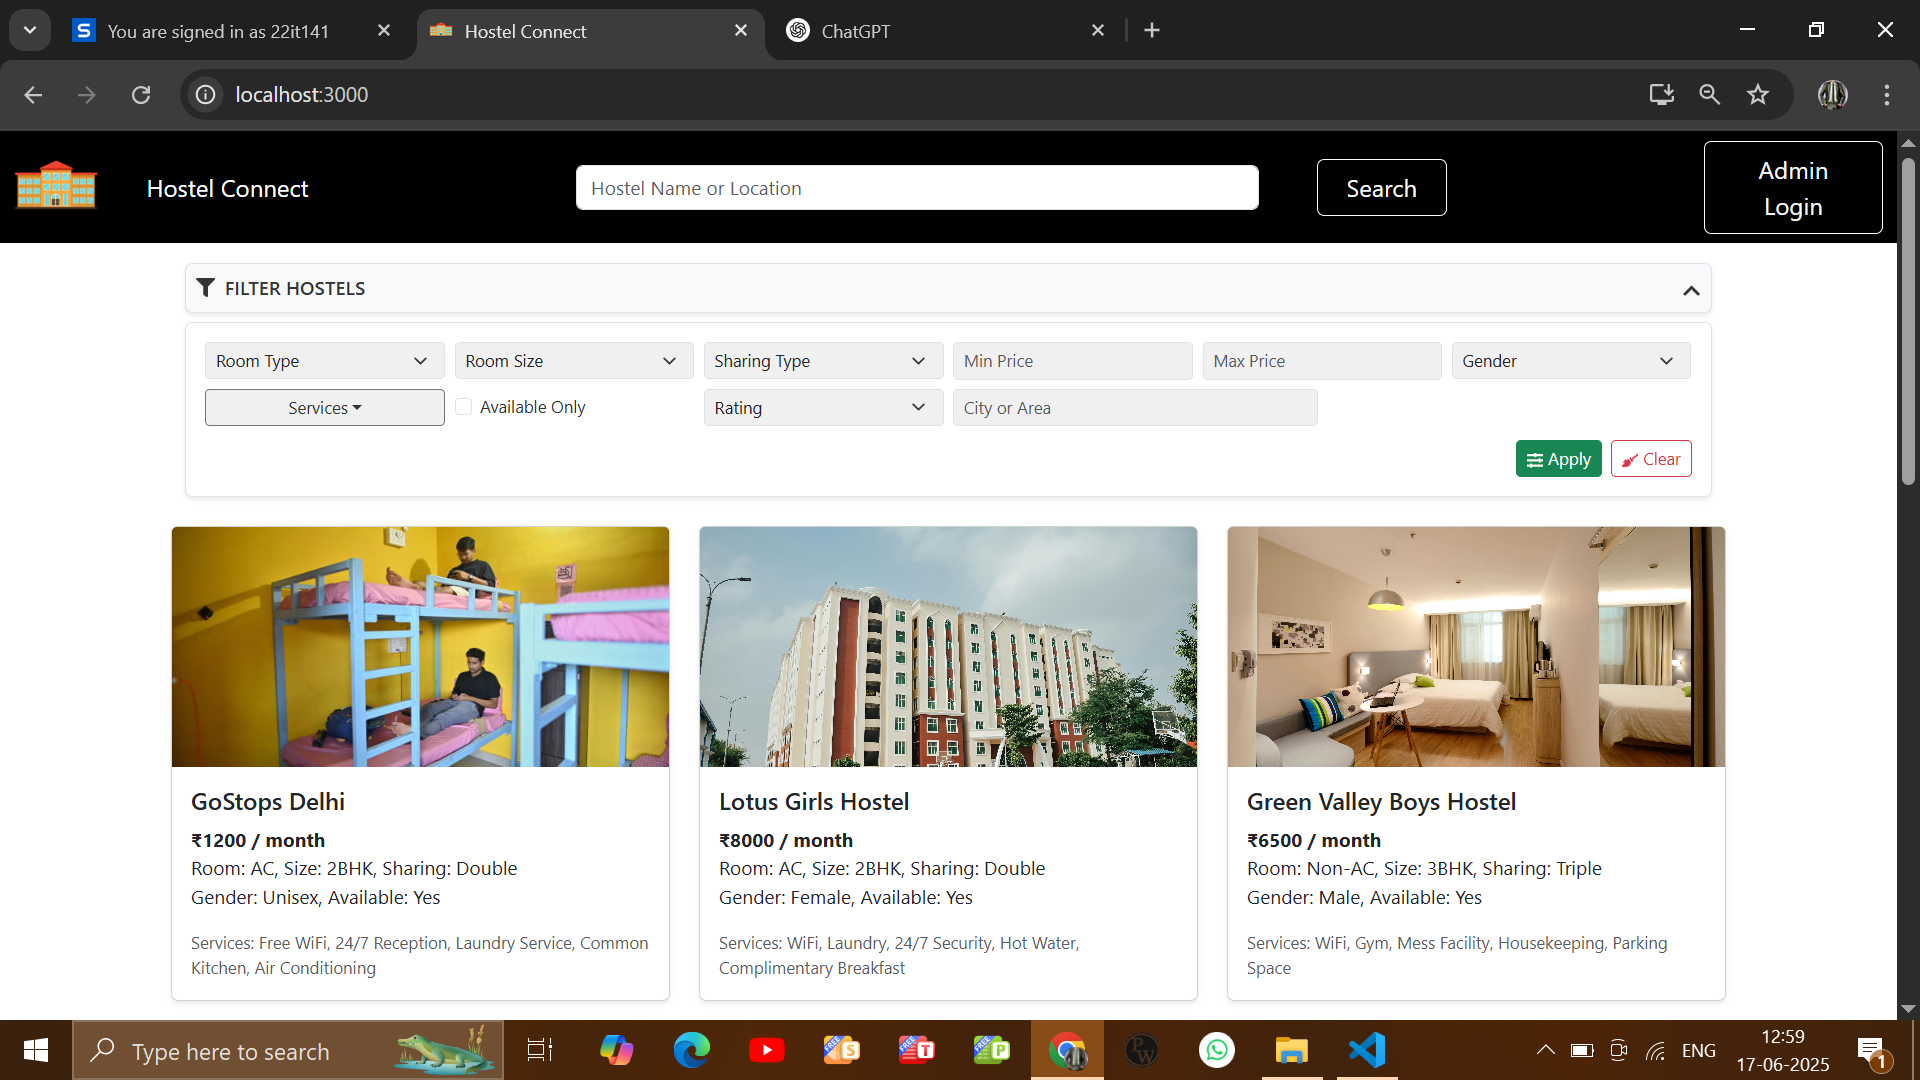 You are signed in as 22it141
Hostel Connect
ChatGPT
localhost:3000
Hostel Connect
Hostel Name or Location
Search
Admin
Login
FILTER HOSTELS
Room Type
Room Size
Sharing Type
Min Price
Max Price
Gender
Services
Available Only
Rating
City or Area
Apply
Clear
GoStops Delhi
₹1200 / month
Room: AC, Size: 2BHK, Sharing: Double
Gender: Unisex, Available: Yes
Services: Free WiFi, 24/7 Reception, Laundry Service, Common
Kitchen, Air Conditioning
Lotus Girls Hostel
₹8000 / month
Room: AC, Size: 2BHK, Sharing: Double
Gender: Female, Available: Yes
Services: WiFi, Laundry, 24/7 Security, Hot Water,
Complimentary Breakfast
Green Valley Boys Hostel
₹6500 / month
Room: Non-AC, Size: 3BHK, Sharing: Triple
Gender: Male, Available: Yes
Services: WiFi, Gym, Mess Facility, Housekeeping, Parking
Space
Type here to search
FREE S
FREE T
FREE P
PW
ENG
12:59
17-06-2025
1